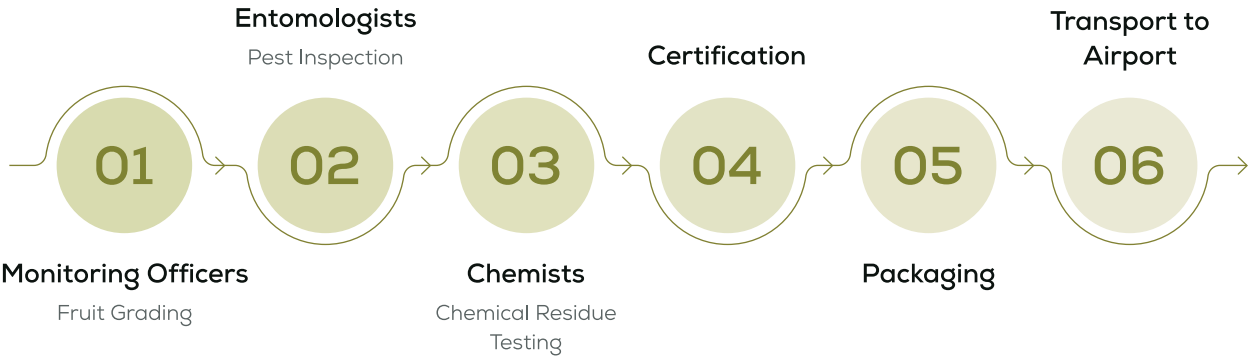 01
Monitoring Officers
Fruit Grading
Entomologists
Pest Inspection
02
03
Chemists
Chemical Residue
Testing
Certification
04
05
Packaging
Transport to
Airport
06